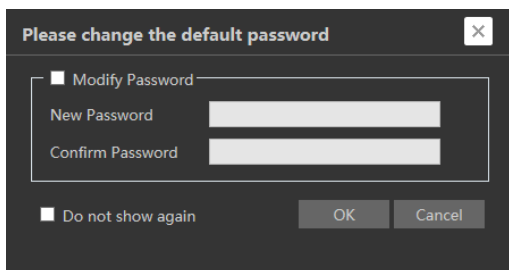 Please change the default password
Modify Password
New Password
Confirm Password
Do not show again
OK
Cancel